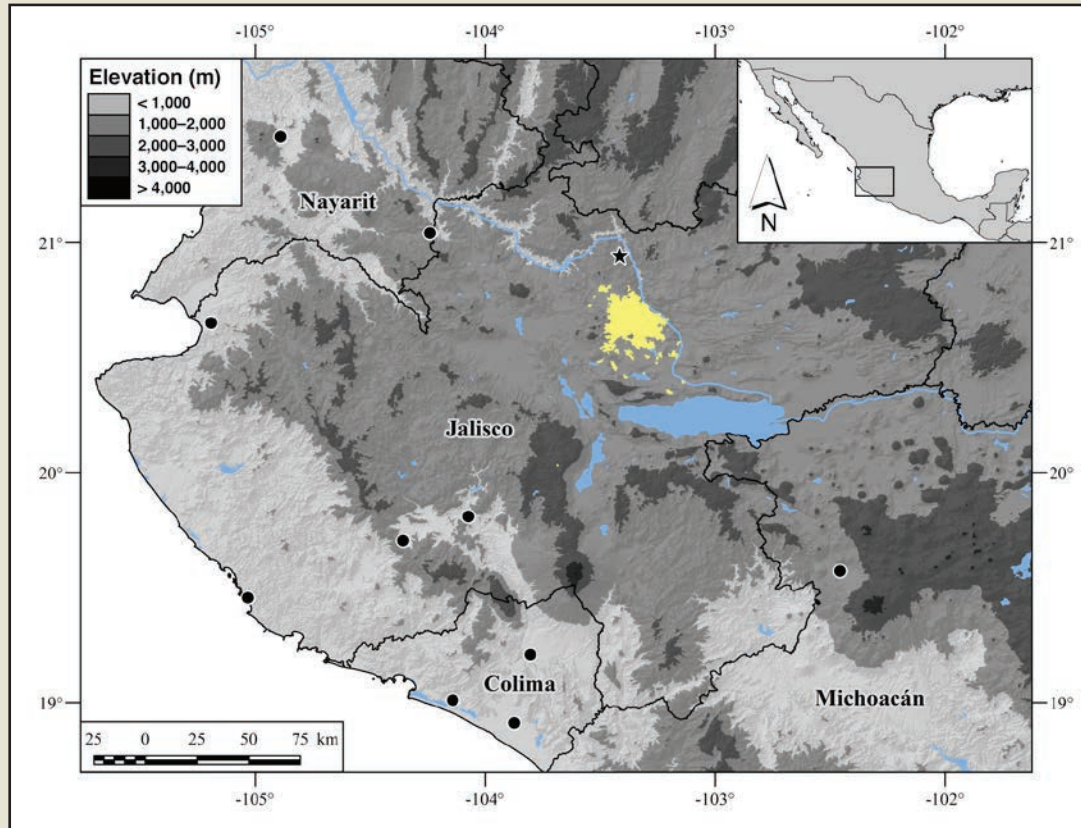 -105°
-104°
-103°
-102°
Elevation (m)
< 1,000
1,000–2,000
2,000–3,000
3,000–4,000
> 4,000
N
Nayarit
21°
21°
Jalisco
20°
20°
Colima
19°
19°
Michoacán
25 0 25 50 75 km
-105°
-104°
-103°
-102°